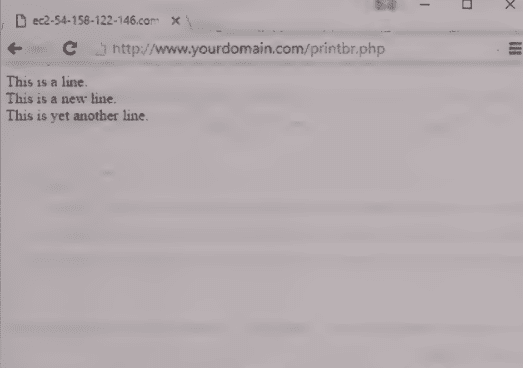 ec2-54-158-122-146.com
http://www.yourdomain.com/printbr.php
This is a line.
This is a new line.
This is yet another line.